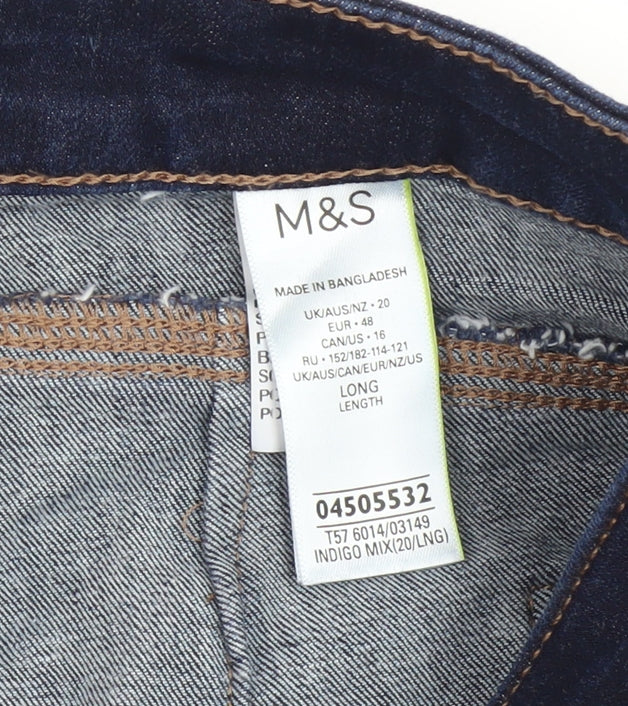 M&S
MADE IN BANGLADESH
UK/AUS/NZ • 20
EUR • 48
CAN/US • 16
RU • 152/182-114-121
UK/AUS/CAN/EUR/NZ/US
LONG
LENGTH
04505532
T57 6014/03149
INDIGO MIX(20/LNG)